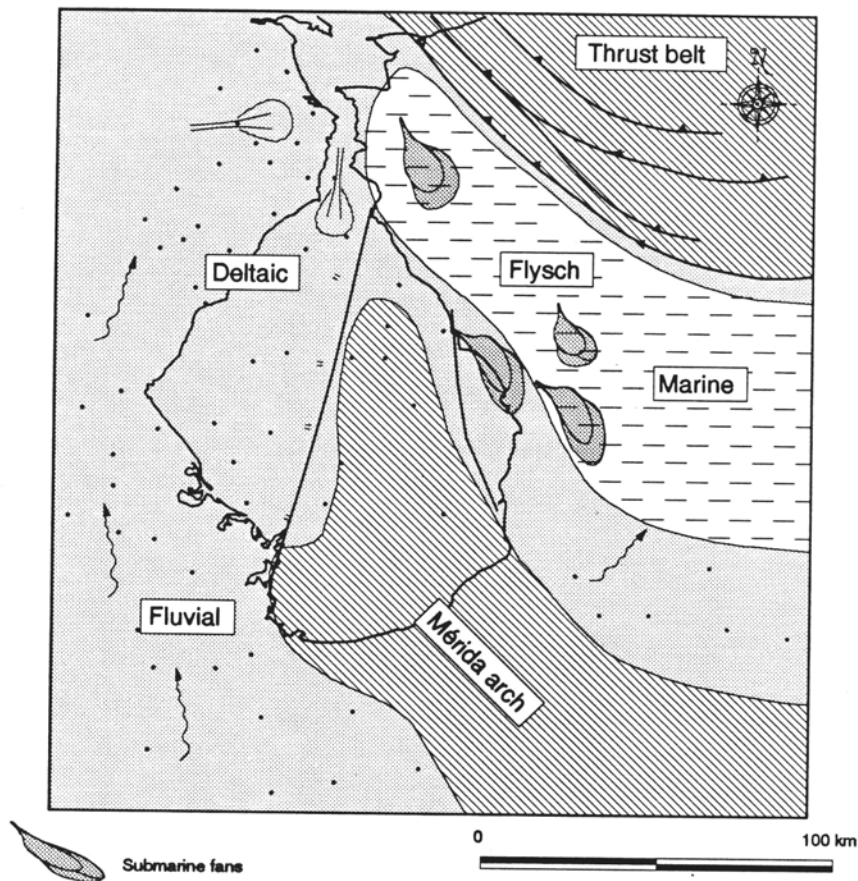 Thrust belt
N
Deltaic
Flysch
Marine
Fluvial
Mérida arch
Submarine fans
0 100 km